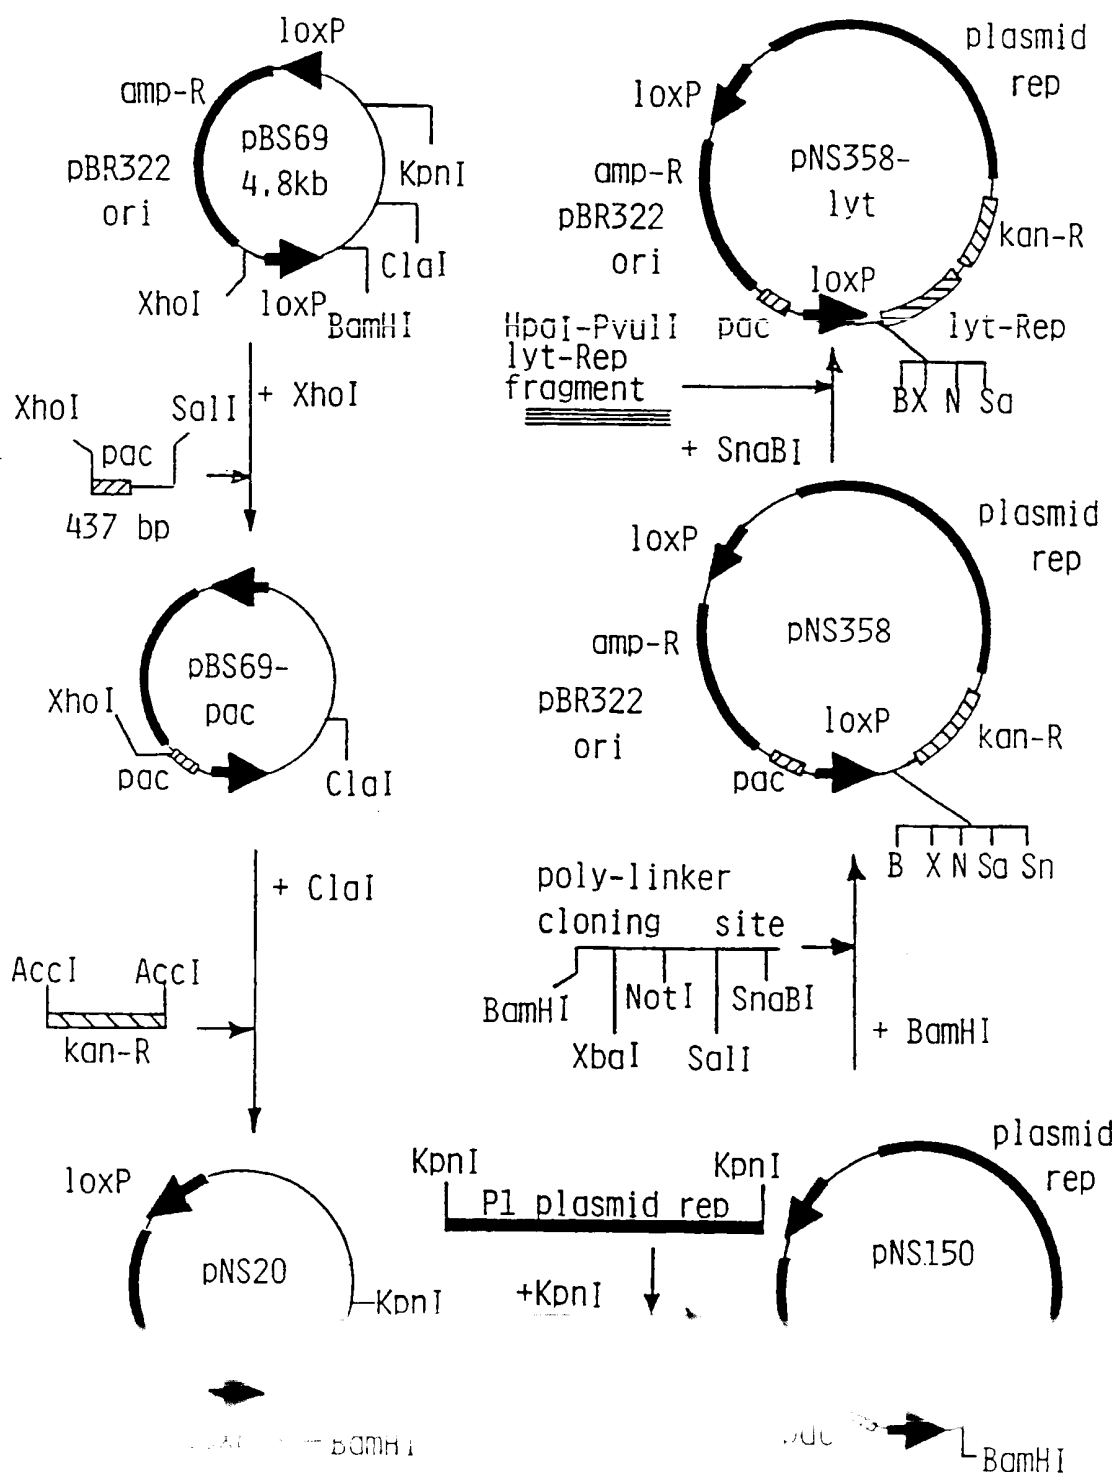 loxP
amp-R
pBS69
4.8kb
pBR322
ori
KpnI
ClaI
XhoI
loxP
BamHI
+ XhoI
XhoI
SalI
pac
437 bp
pBS69-
pac
XhoI
pac
ClaI
+ ClaI
AccI
AccI
kan-R
loxP
pNS20
KpnI
BamHI
KpnI
KpnI
P1 plasmid rep
+KpnI
plasmid
rep
pNS150
BamHI
poly-linker
cloning site
BamHI
XbaI
NotI
SalI
SnaBI
+ BamHI
plasmid
rep
loxP
amp-R
pNS358
pBR322
ori
loxP
kan-R
pac
B X N Sa Sn
HpaI-PvuII
lyt-Rep
fragment
+ SnaBI
plasmid
rep
loxP
amp-R
pNS358-
lyt
pBR322
ori
kan-R
loxP
pac
lyt-Rep
BX N Sa